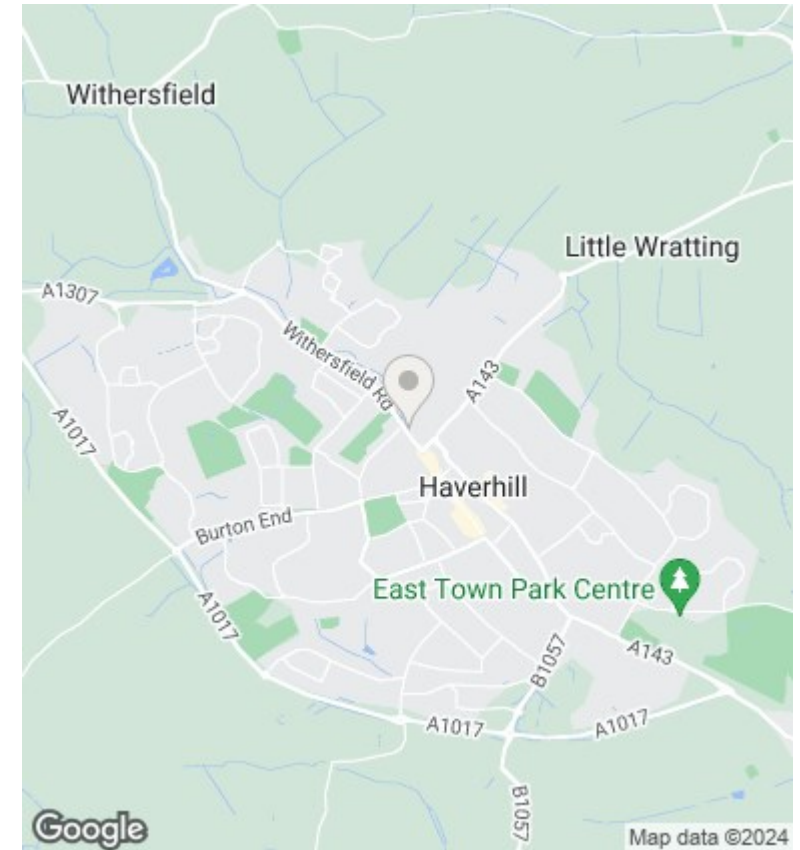 Withersfield
Little Wratting
A1307
Withersfield Rd
A143
A1017
Haverhill
Burton End
East Town Park Centre
A1017
A143
B1057
A1017
A1017
B1057
Google
Map data ©2024